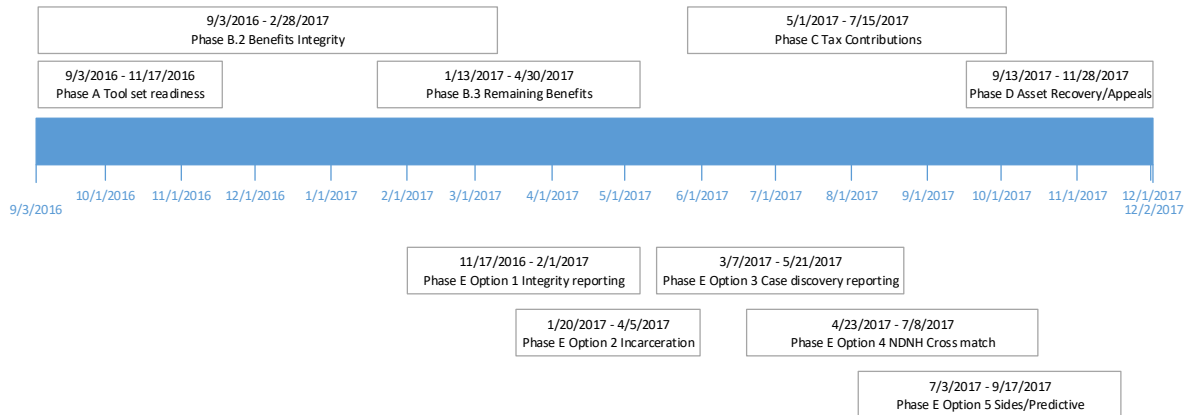 9/3/2016 - 2/28/2017
Phase B.2 Benefits Integrity
5/1/2017 - 7/15/2017
Phase C Tax Contributions
9/3/2016 - 11/17/2016
Phase A Tool set readiness
1/13/2017 - 4/30/2017
Phase B.3 Remaining Benefits
9/13/2017 - 11/28/2017
Phase D Asset Recovery/Appeals
10/1/2016 11/1/2016 12/1/2016 1/1/2017 2/1/2017 3/1/2017 4/1/2017 5/1/2017 6/1/2017 7/1/2017 8/1/2017 9/1/2017 10/1/2017 11/1/2017 12/1/2017
9/3/2016 12/2/2017
11/17/2016 - 2/1/2017
Phase E Option 1 Integrity reporting
3/7/2017 - 5/21/2017
Phase E Option 3 Case discovery reporting
1/20/2017 - 4/5/2017
Phase E Option 2 Incarceration
4/23/2017 - 7/8/2017
Phase E Option 4 NDNH Cross match
7/3/2017 - 9/17/2017
Phase E Option 5 Sides/Predictive